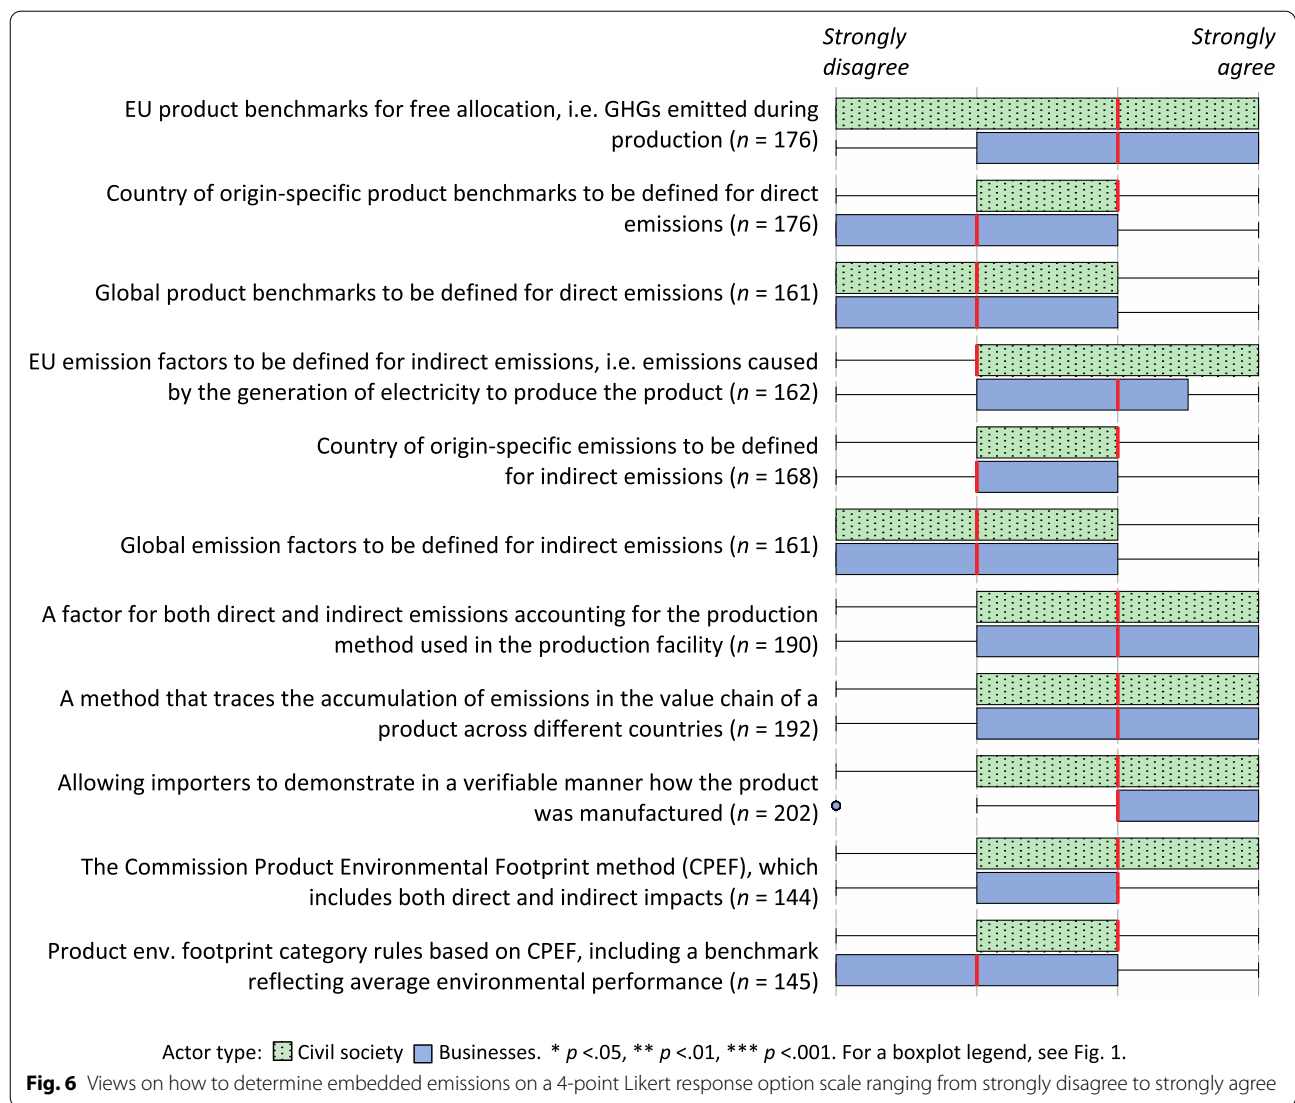 Strongly
disagree
Strongly
agree
EU product benchmarks for free allocation, i.e. GHGs emitted during
production (n = 176)
Country of origin-specific product benchmarks to be defined for direct
emissions (n = 176)
Global product benchmarks to be defined for direct emissions (n = 161)
EU emission factors to be defined for indirect emissions, i.e. emissions caused
by the generation of electricity to produce the product (n = 162)
Country of origin-specific emissions to be defined
for indirect emissions (n = 168)
Global emission factors to be defined for indirect emissions (n = 161)
A factor for both direct and indirect emissions accounting for the production
method used in the production facility (n = 190)
A method that traces the accumulation of emissions in the value chain of a
product across different countries (n = 192)
Allowing importers to demonstrate in a verifiable manner how the product
was manufactured (n = 202)
The Commission Product Environmental Footprint method (CPEF), which
includes both direct and indirect impacts (n = 144)
Product env. footprint category rules based on CPEF, including a benchmark
reflecting average environmental performance (n = 145)
Actor type: Civil society Businesses. * p <.05, ** p <.01, *** p <.001. For a boxplot legend, see Fig. 1.
Fig. 6 Views on how to determine embedded emissions on a 4-point Likert response option scale ranging from strongly disagree to strongly agree